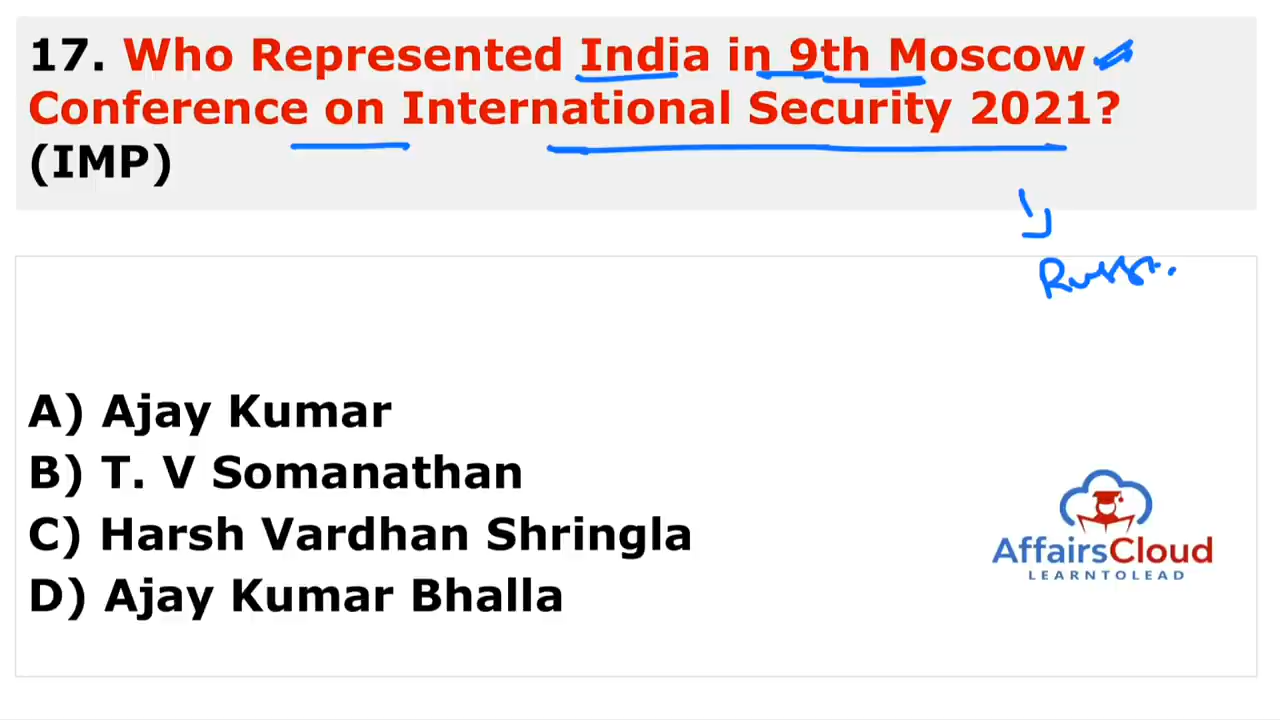 17. Who Represented India in 9th Moscow
Conference on International Security 2021?
(IMP)
A) Ajay Kumar
B) T. V Somanathan
C) Harsh Vardhan Shringla
D) Ajay Kumar Bhalla
AffairsCloud
LEARNTOLEAD